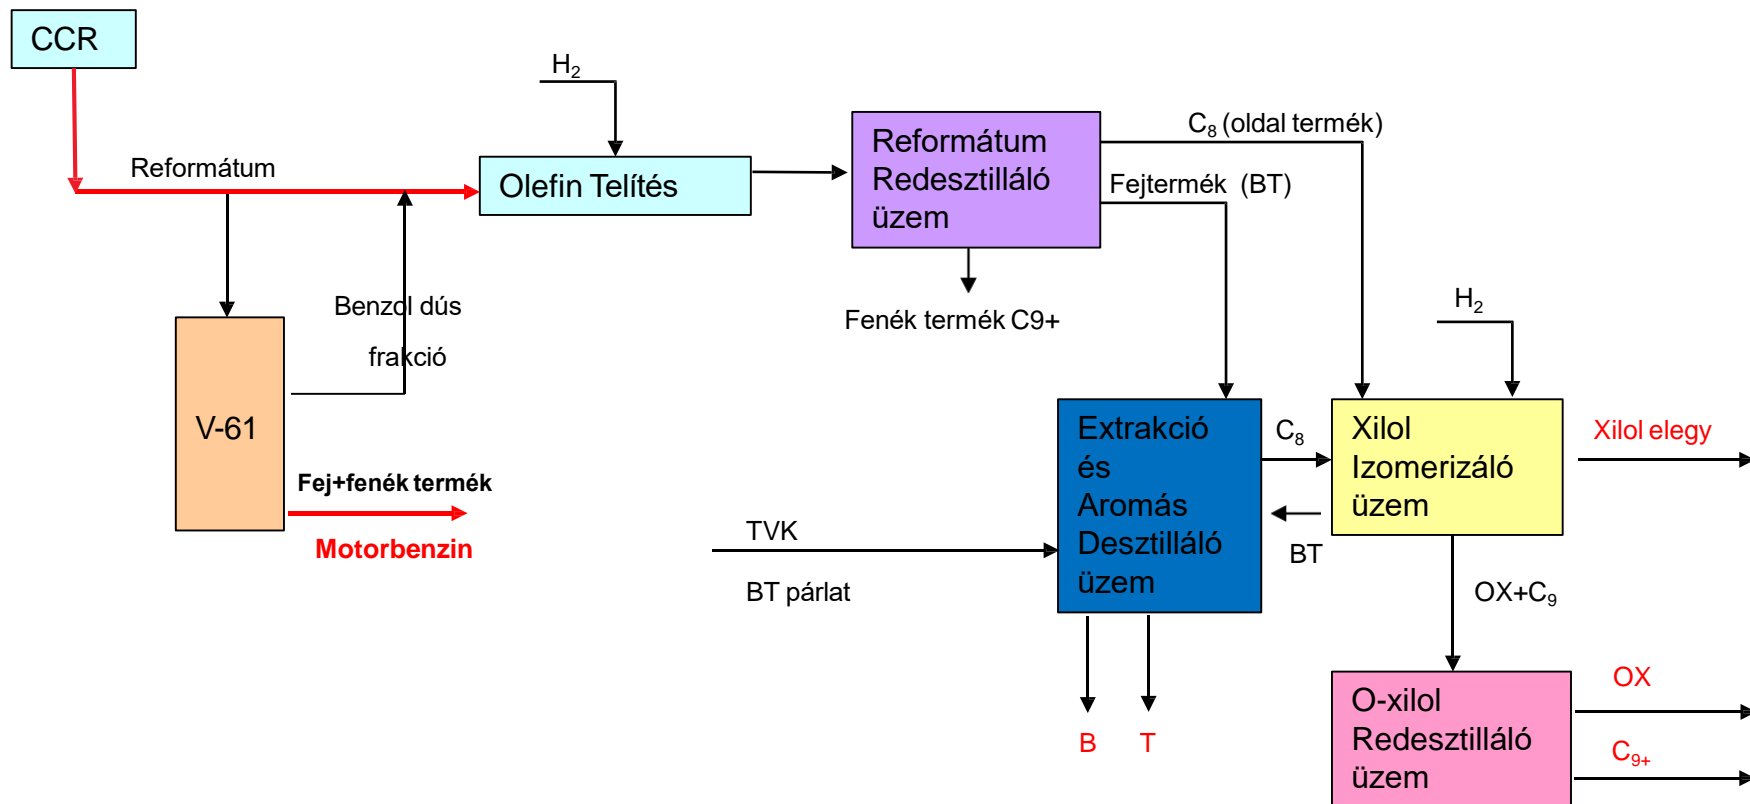 CCR
H₂
Reformátum
Olefin Telítés
Reformátum
Redesztilláló
üzem
C₈ (oldal termék)
Fejtermék (BT)
Fenék termék C9+
Benzol dús
frakció
V-61
Fej+fenék termék
Motorbenzin
H₂
Extrakció
és
Aromás
Desztilláló
üzem
C₈
BT
Xilol
Izomerizáló
üzem
Xilol elegy
TVK
BT párlat
OX+C₉
B
T
O-xilol
Redesztilláló
üzem
OX
C₉₊